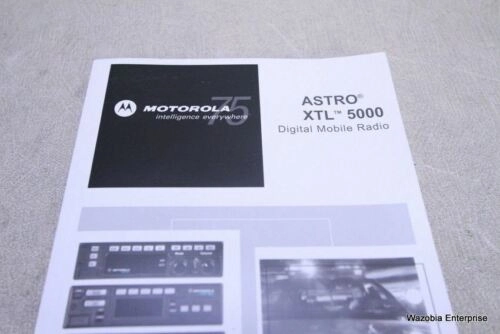 MOTOROLA
intelligence everywhere
75
ASTRO®
XTL™ 5000
Digital Mobile Radio
Wazobia Enterprise